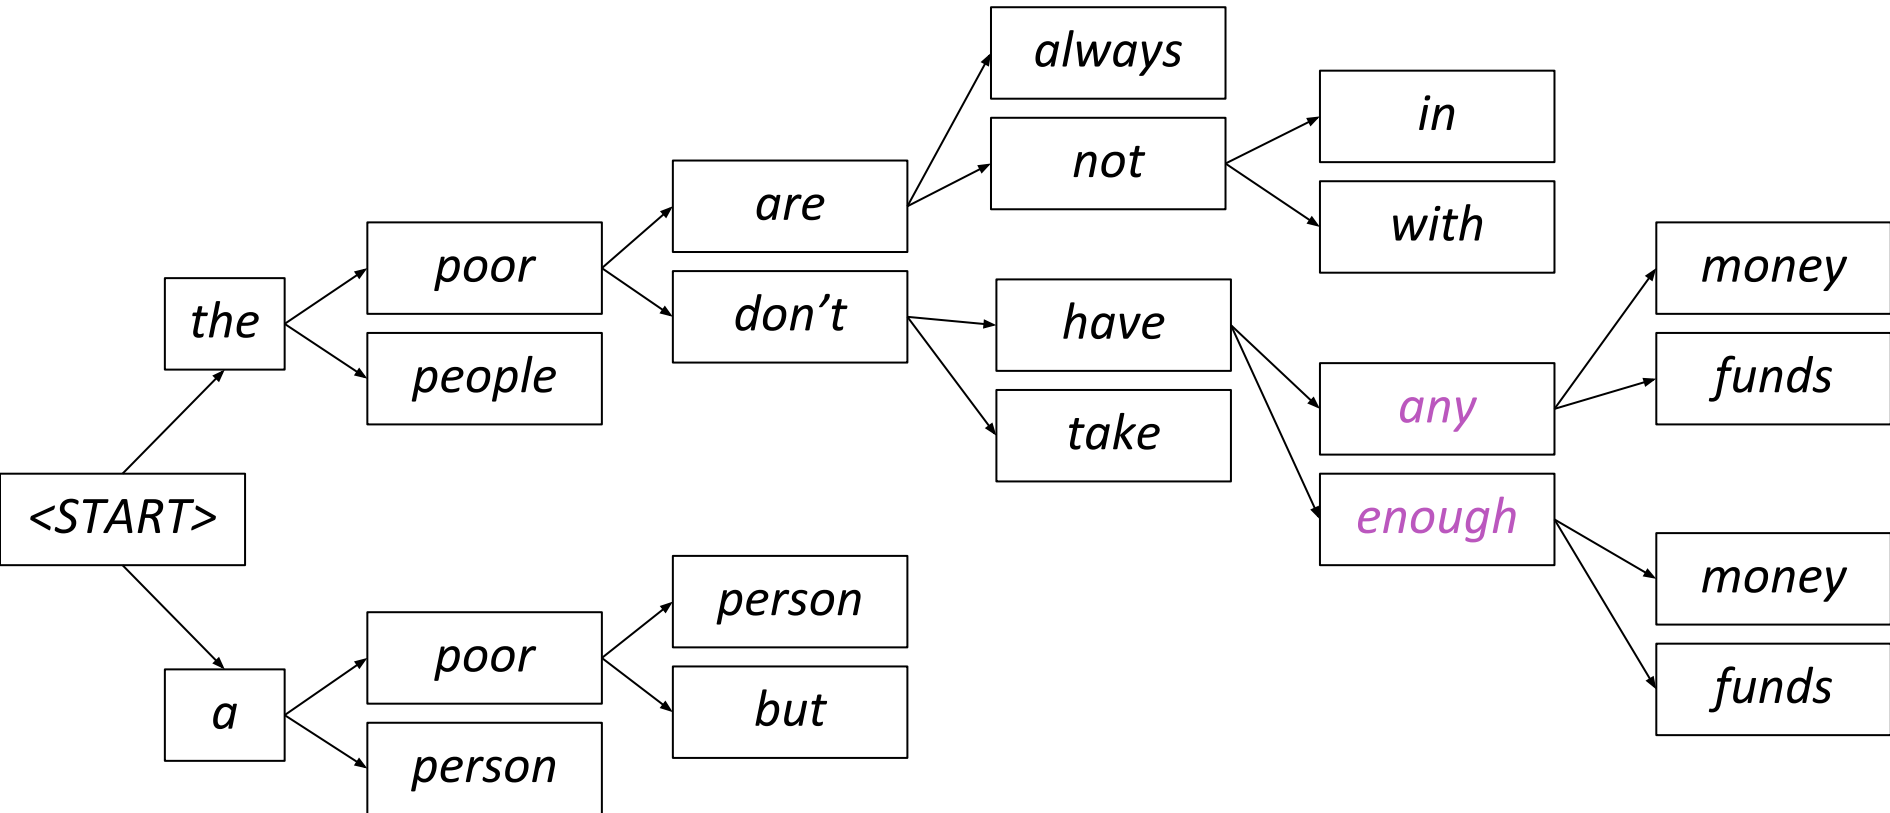 always
in
not
are
with
poor
money
don't
the
have
people
funds
any
take
<START>
enough
person
money
poor
but
funds
a
person